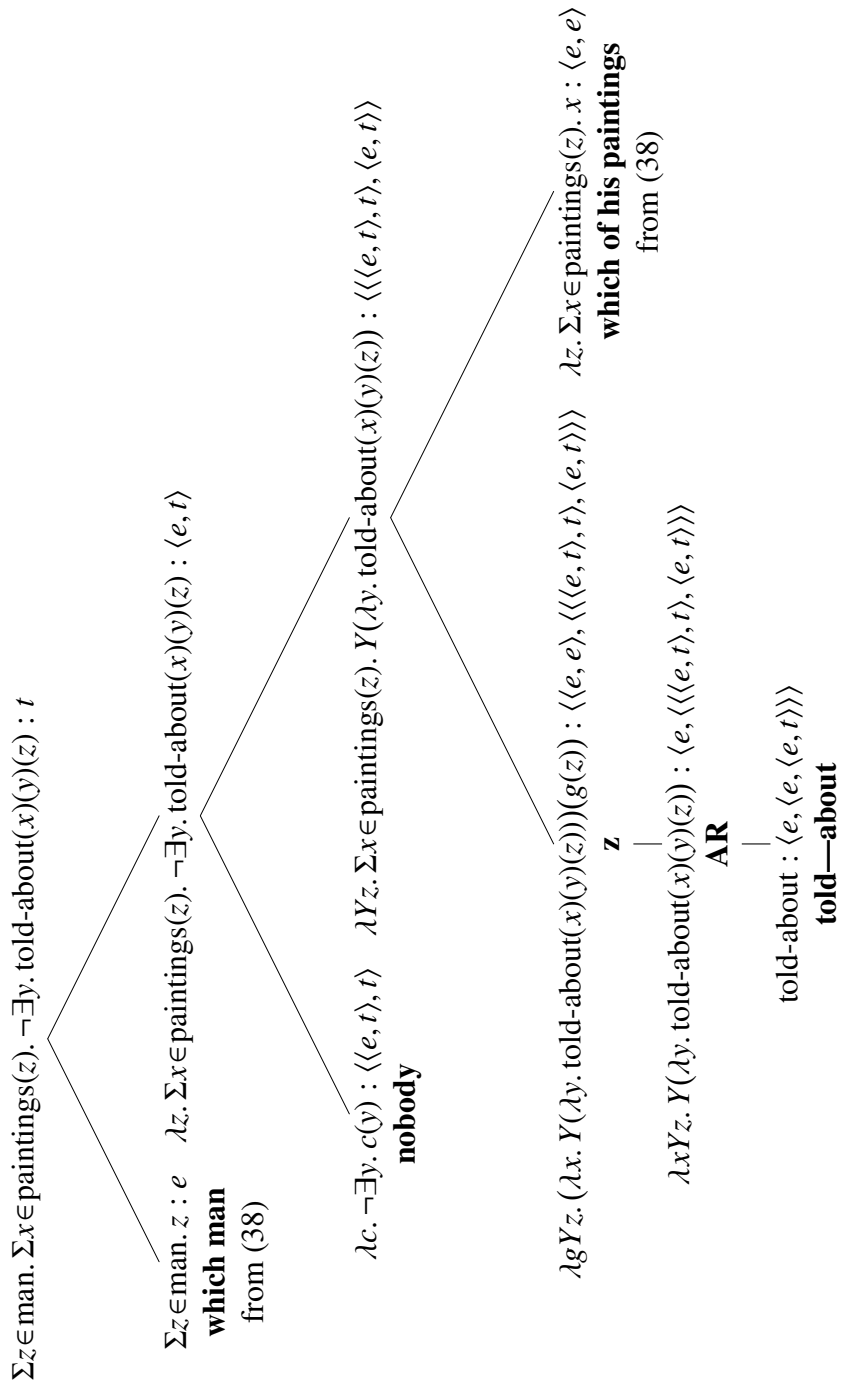 Σz∈man. Σx∈paintings(z). ¬∃y. told-about(x)(y)(z) : t
Σz∈man. z : e
which man
from (38)
λz. Σx∈paintings(z). ¬∃y. told-about(x)(y)(z) : ⟨e, t⟩
λc. ¬∃y. c(y) : ⟨⟨e, t⟩, t⟩
nobody
λYz. Σx∈paintings(z). Y(λy. told-about(x)(y)(z)) : ⟨⟨⟨e, t⟩, t⟩, ⟨e, t⟩⟩
λgYz. (λx. Y(λy. told-about(x)(y)(z)))(g(z)) : ⟨⟨e, e⟩, ⟨⟨⟨e, t⟩, t⟩, ⟨e, t⟩⟩⟩
z
λxYz. Y(λy. told-about(x)(y)(z)) : ⟨e, ⟨⟨⟨e, t⟩, t⟩, ⟨e, t⟩⟩⟩
AR
told-about : ⟨e, ⟨e, ⟨e, t⟩⟩⟩
told—about
λz. Σx∈paintings(z). x : ⟨e, e⟩
which of his paintings
from (38)